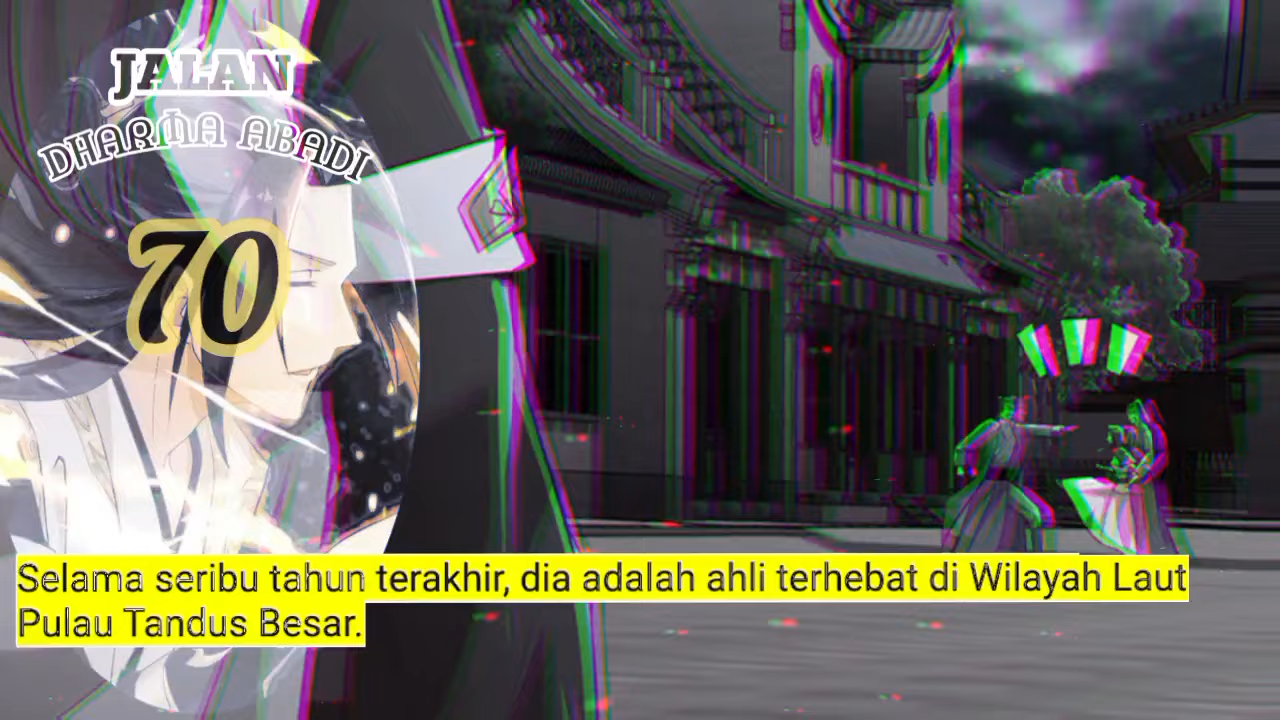 JALAN
DHARMA ABADI
70
Selama seribu tahun terakhir, dia adalah ahli terhebat di Wilayah Laut
Pulau Tandus Besar.